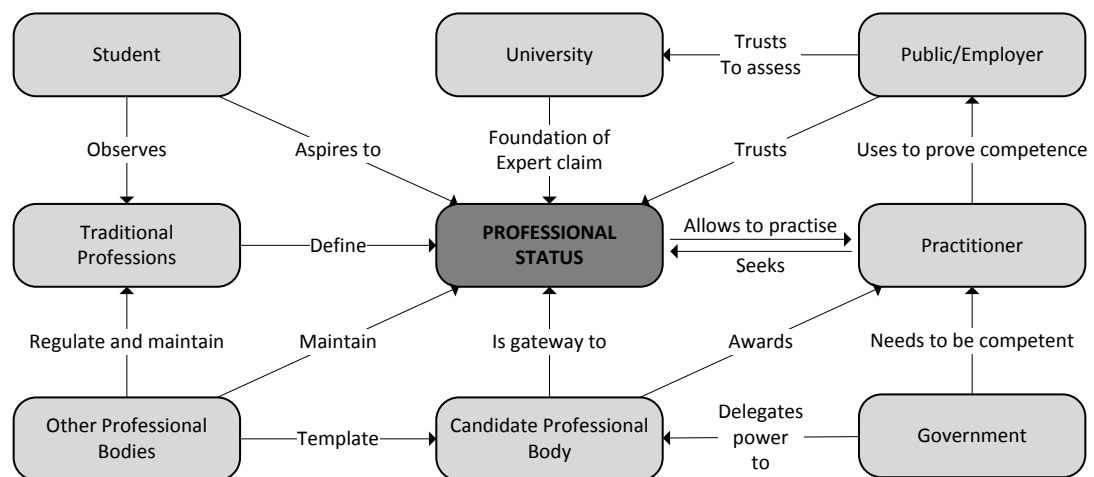 Student
University
Trusts
To assess
Public/Employer
Observes
Aspires to
Foundation of
Expert claim
Trusts
Uses to prove competence
Traditional
Professions
Define
PROFESSIONAL
STATUS
Allows to practise
Seeks
Practitioner
Regulate and maintain
Maintain
Is gateway to
Awards
Needs to be competent
Other Professional
Bodies
Template
Candidate Professional
Body
Delegates
power
to
Government